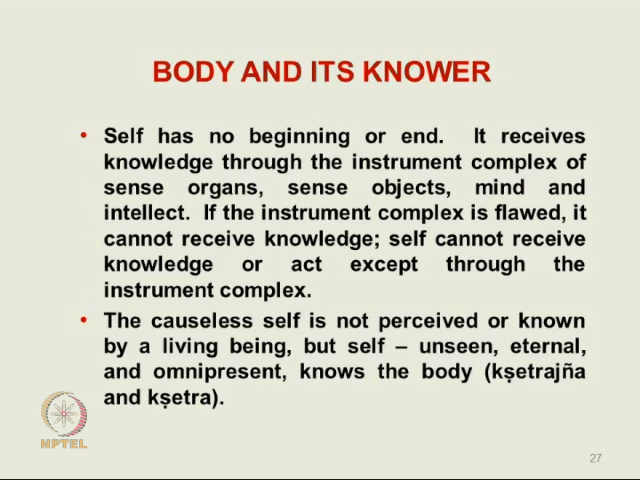 BODY AND ITS KNOWER
• Self has no beginning or end. It receives
knowledge through the instrument complex of
sense organs, sense objects, mind and
intellect. If the instrument complex is flawed, it
cannot receive knowledge; self cannot receive
knowledge or act except through the
instrument complex.
• The causeless self is not perceived or known
by a living being, but self – unseen, eternal,
and omnipresent, knows the body (kṣetrajña
and kṣetra).
NPTEL
27